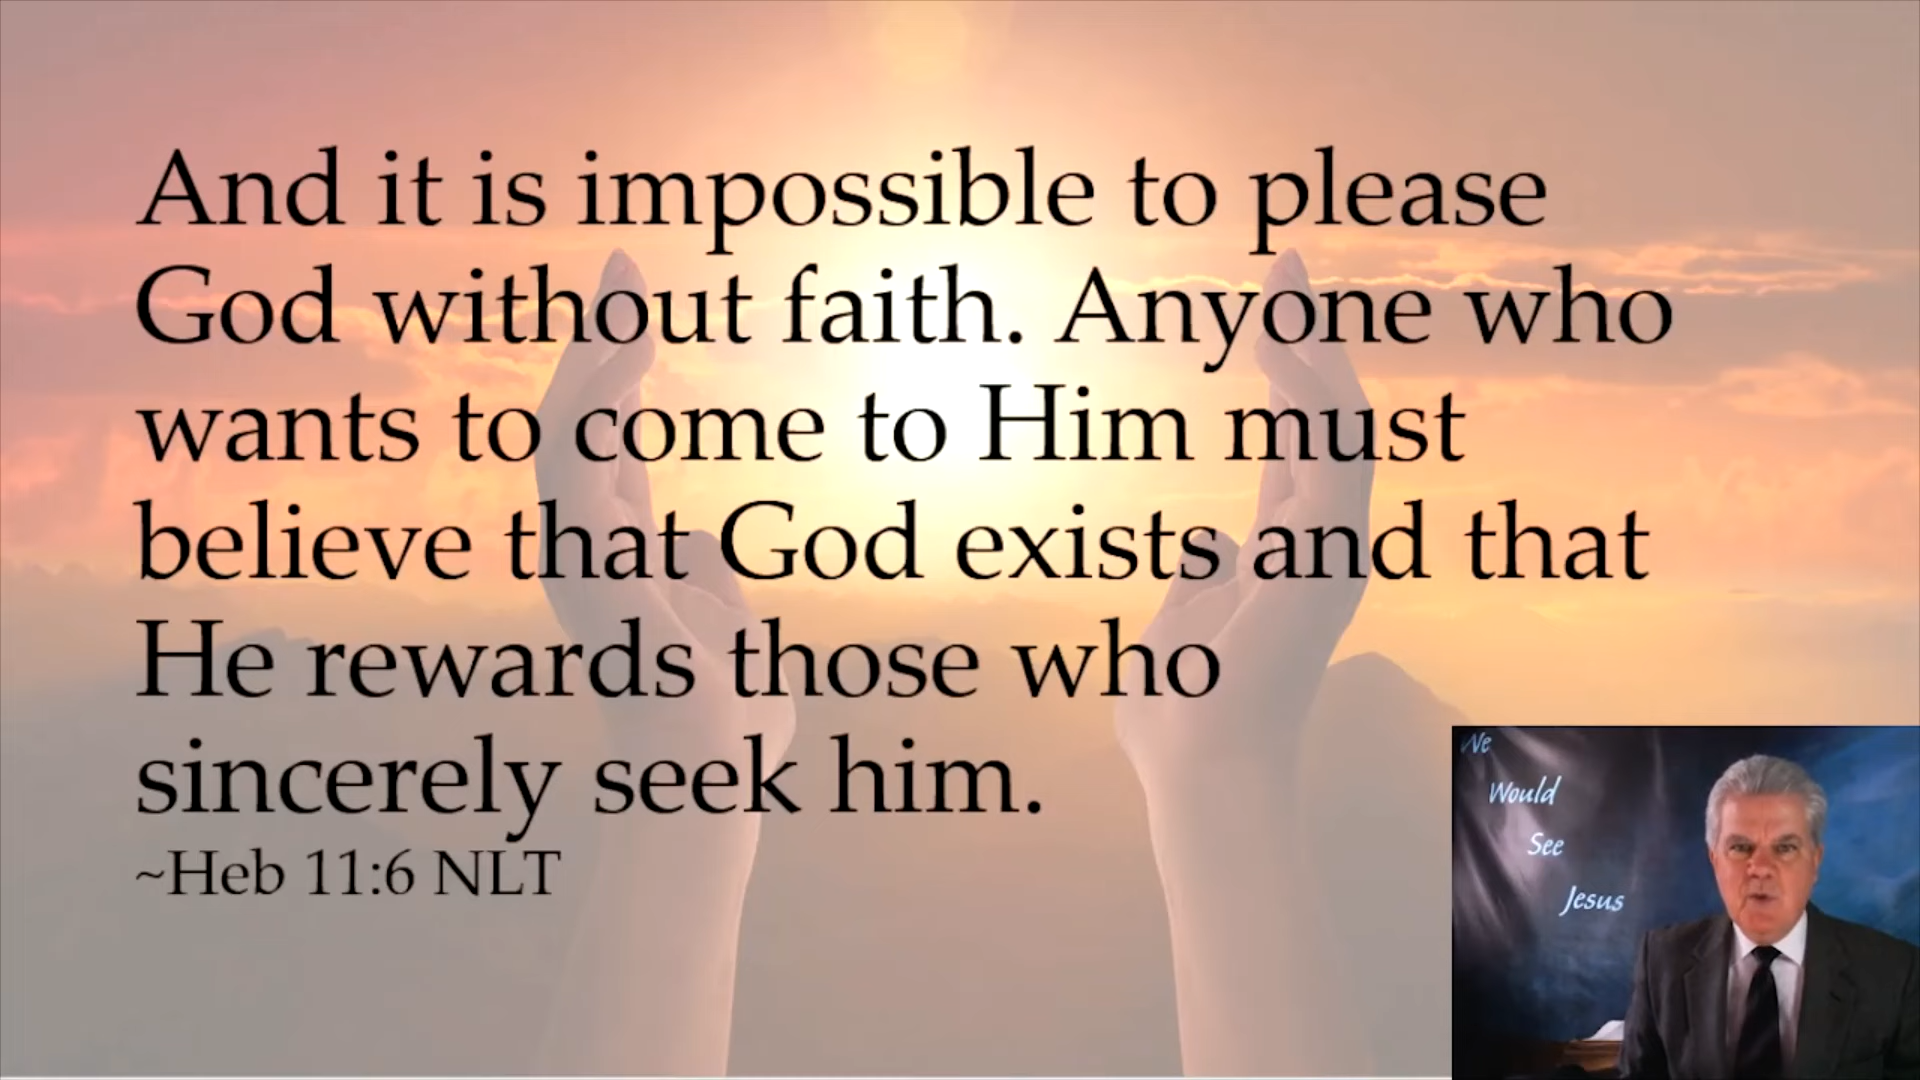 And it is impossible to please
God without faith. Anyone who
wants to come to Him must
believe that God exists and that
He rewards those who
sincerely seek him.
~Heb 11:6 NLT
We
Would
See
Jesus